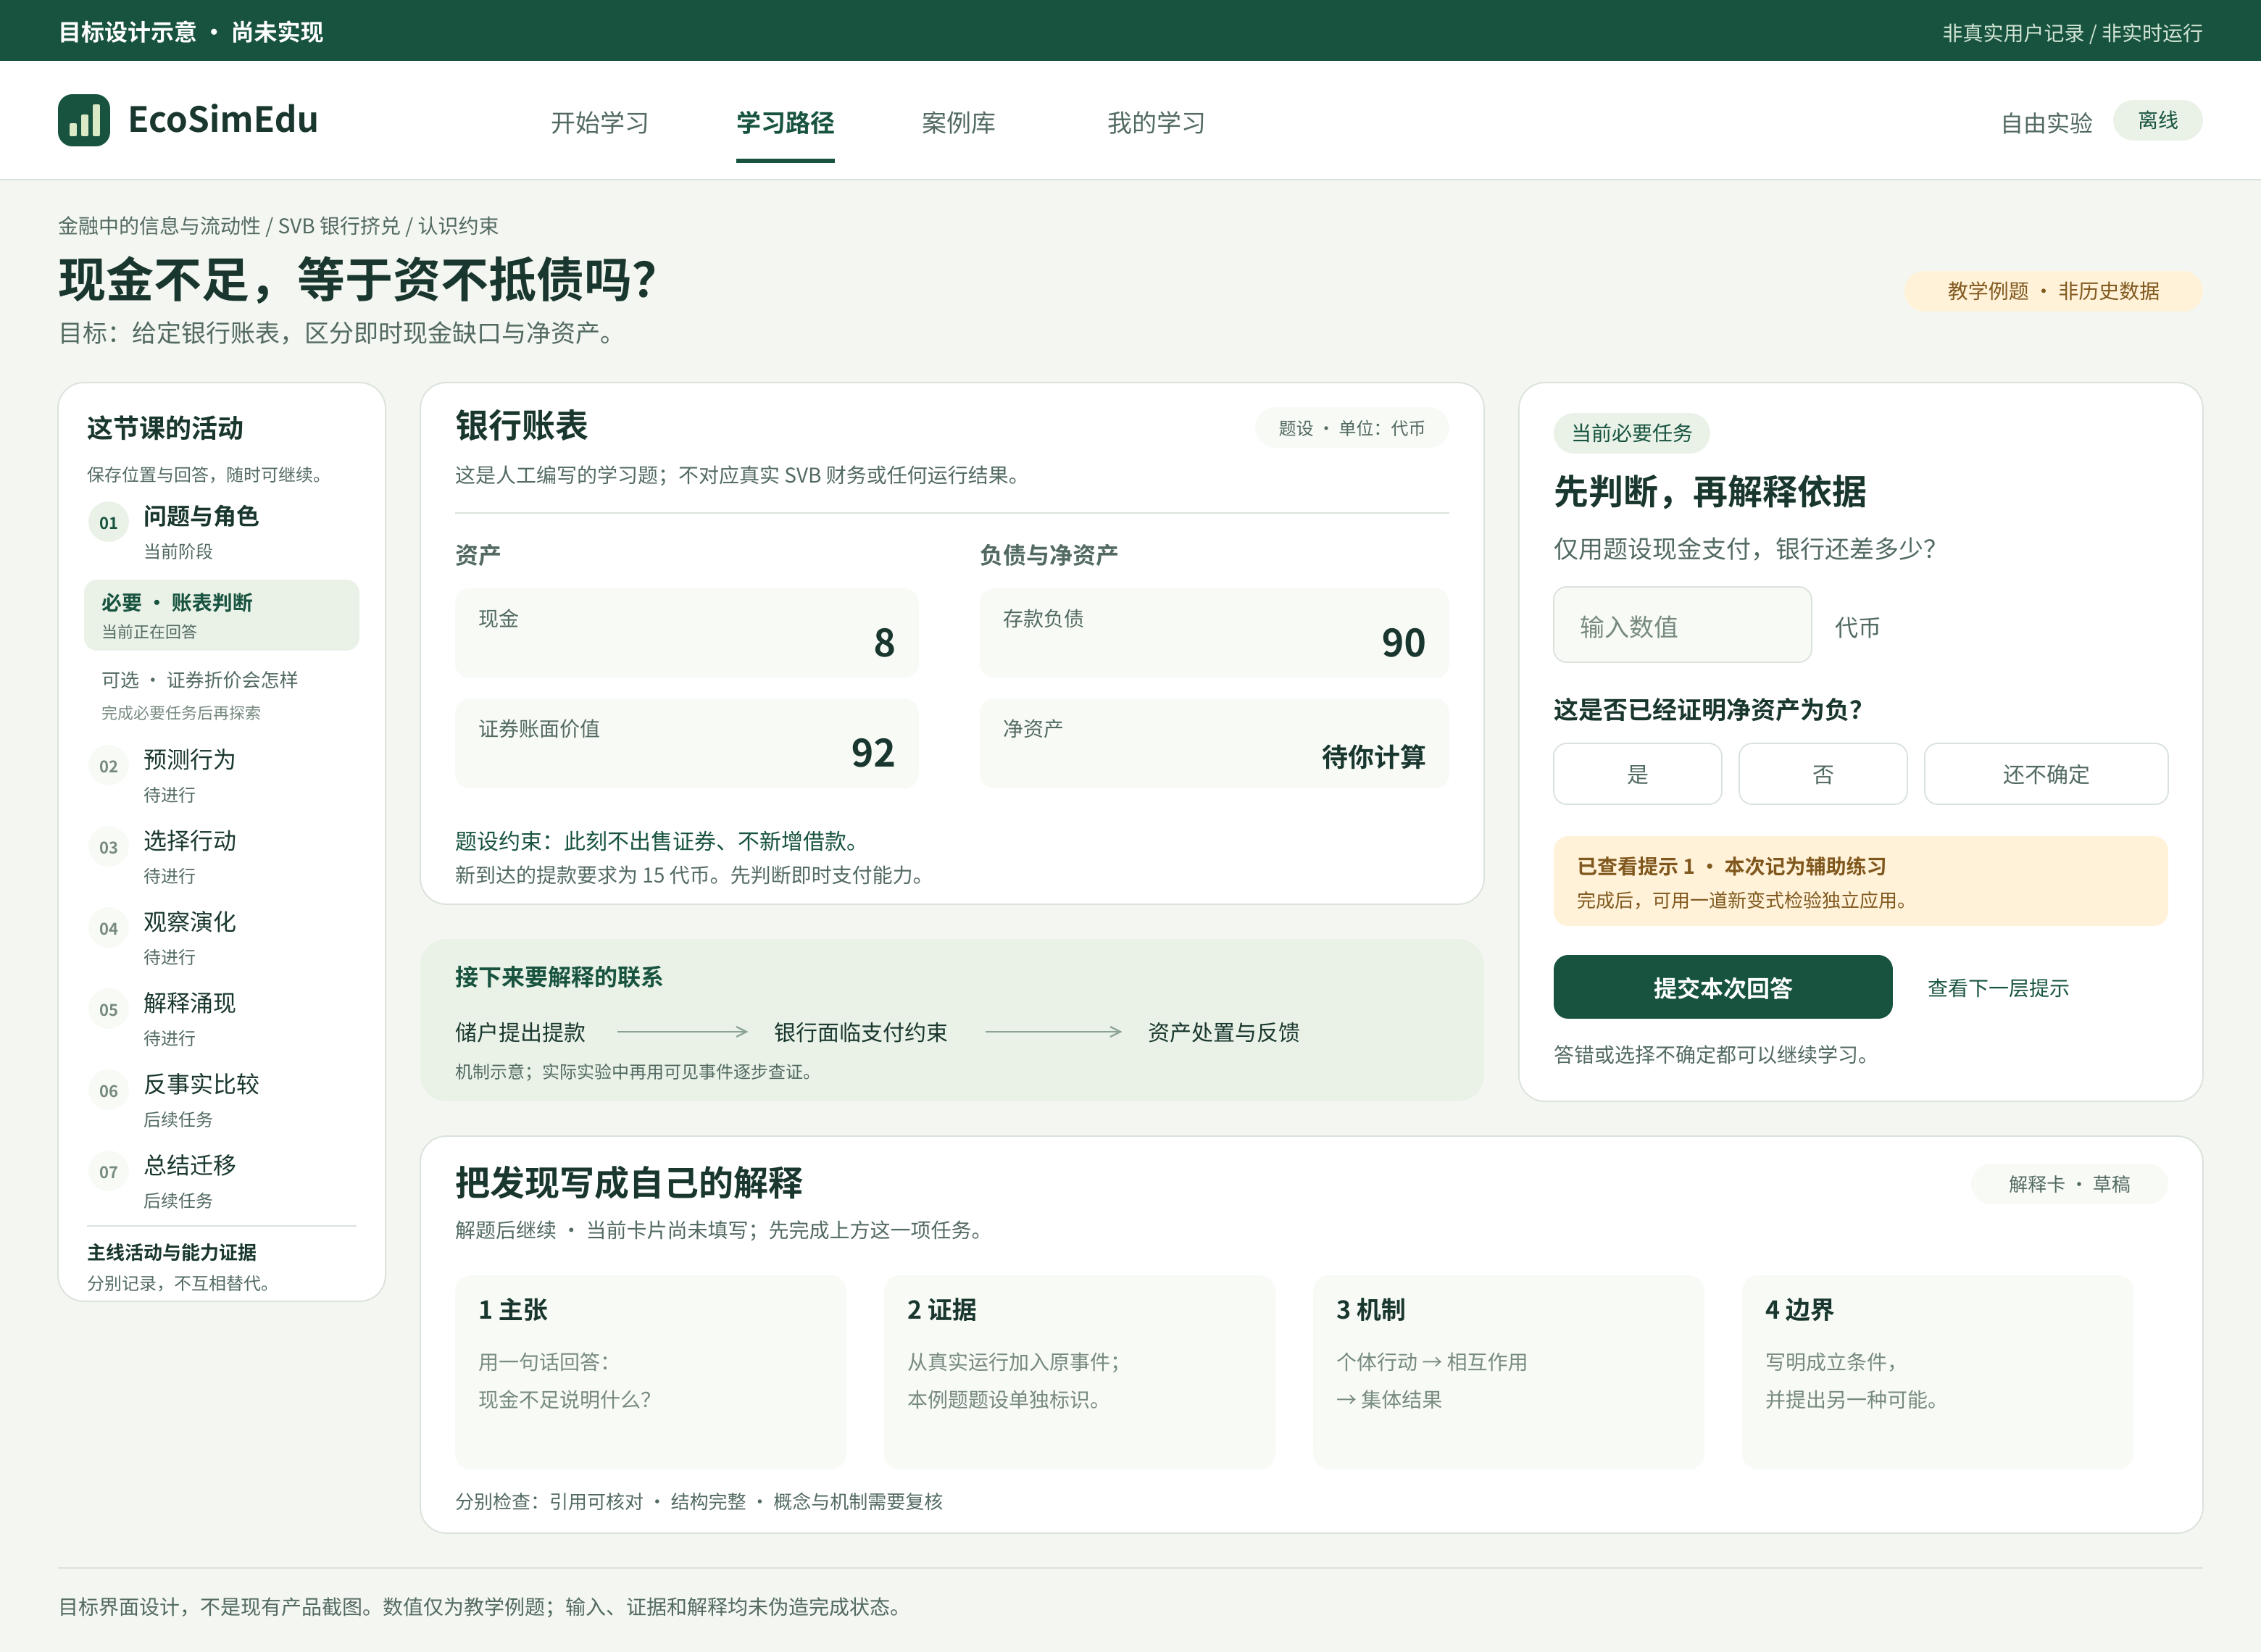 目标设计示意 · 尚未实现
非真实用户记录 / 非实时运行
EcoSimEdu
开始学习
学习路径
案例库
我的学习
自由实验
离线
金融中的信息与流动性 / SVB 银行挤兑 / 认识约束
现金不足，等于资不抵债吗？
目标：给定银行账表，区分即时现金缺口与净资产。
教学例题 · 非历史数据
这节课的活动
保存位置与回答，随时可继续。
01
问题与角色
当前阶段
必要 · 账表判断
当前正在回答
可选 · 证券折价会怎样
完成必要任务后再探索
02
预测行为
待进行
03
选择行动
待进行
04
观察演化
待进行
05
解释涌现
待进行
06
反事实比较
后续任务
07
总结迁移
后续任务
主线活动与能力证据
分别记录，不互相替代。
银行账表
题设 · 单位：代币
这是人工编写的学习题；不对应真实 SVB 财务或任何运行结果。
资产
负债与净资产
现金
8
存款负债
90
证券账面价值
92
净资产
待你计算
题设约束：此刻不出售证券、不新增借款。
新到达的提款要求为 15 代币。先判断即时支付能力。
接下来要解释的联系
储户提出提款 → 银行面临支付约束 → 资产处置与反馈
机制示意；实际实验中再用可见事件逐步查证。
当前必要任务
先判断，再解释依据
仅用题设现金支付，银行还差多少？
输入数值
代币
这是否已经证明净资产为负？
是
否
还不确定
已查看提示 1 · 本次记为辅助练习
完成后，可用一道新变式检验独立应用。
提交本次回答
查看下一层提示
答错或选择不确定都可以继续学习。
把发现写成自己的解释
解释卡 · 草稿
解题后继续 · 当前卡片尚未填写；先完成上方这一项任务。
1 主张
用一句话回答：
现金不足说明什么？
2 证据
从真实运行加入原事件；
本例题题设单独标识。
3 机制
个体行动 → 相互作用
→ 集体结果
4 边界
写明成立条件，
并提出另一种可能。
分别检查：引用可核对 · 结构完整 · 概念与机制需要复核
目标界面设计，不是现有产品截图。数值仅为教学例题；输入、证据和解释均未伪造完成状态。